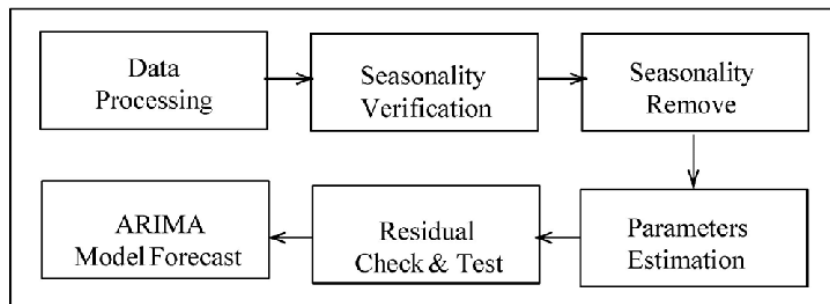 Data
Processing
Seasonality
Verification
Seasonality
Remove
ARIMA
Model Forecast
Residual
Check & Test
Parameters
Estimation